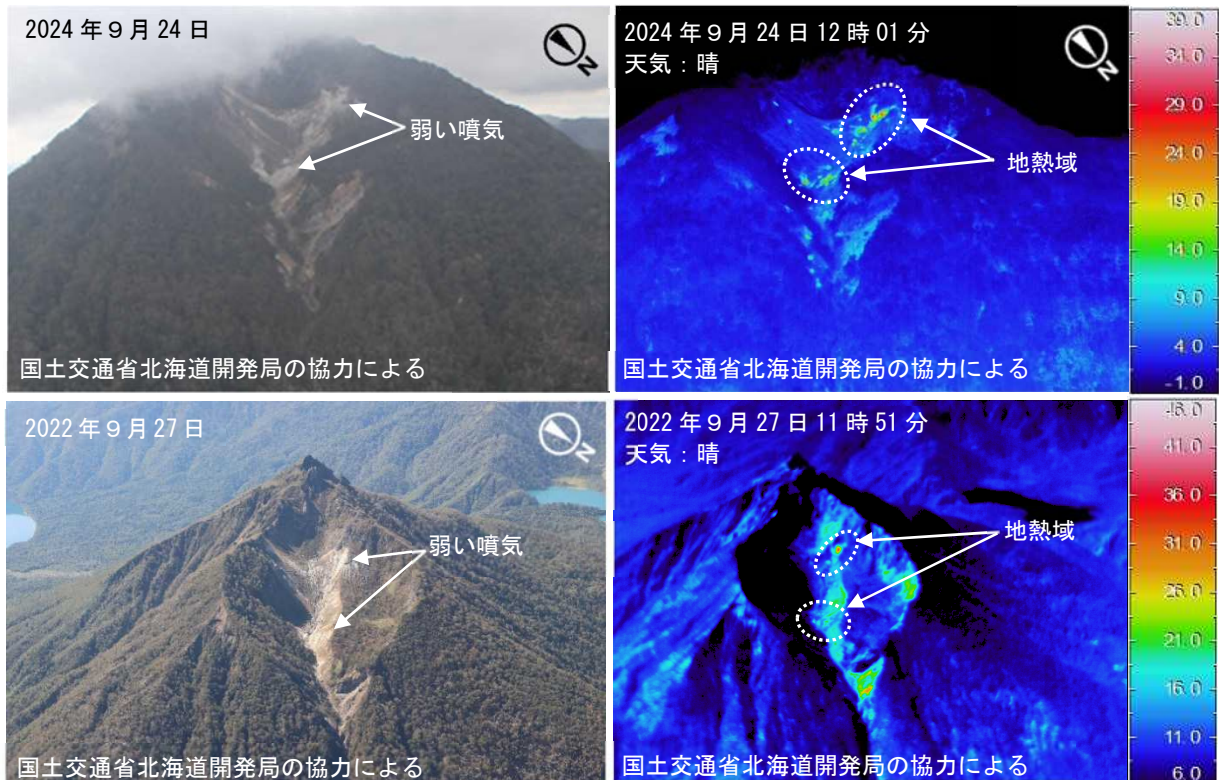 2024年9月24日
N
弱い噴気
国土交通省北海道開発局の協力による
2024年9月24日12時01分
天気：晴
N
地熱域
国土交通省北海道開発局の協力による
39.0
34.0
29.0
24.0
19.0
14.0
9.0
4.0
-1.0
2022年9月27日
N
弱い噴気
国土交通省北海道開発局の協力による
2022年9月27日11時51分
天気：晴
N
地熱域
国土交通省北海道開発局の協力による
46.0
41.0
36.0
31.0
26.0
21.0
16.0
11.0
6.0